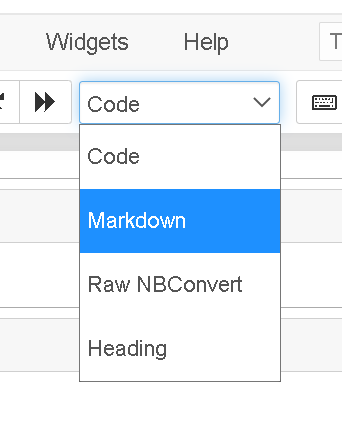 Widgets Help T
Code
Code
Markdown
Raw NBConvert
Heading